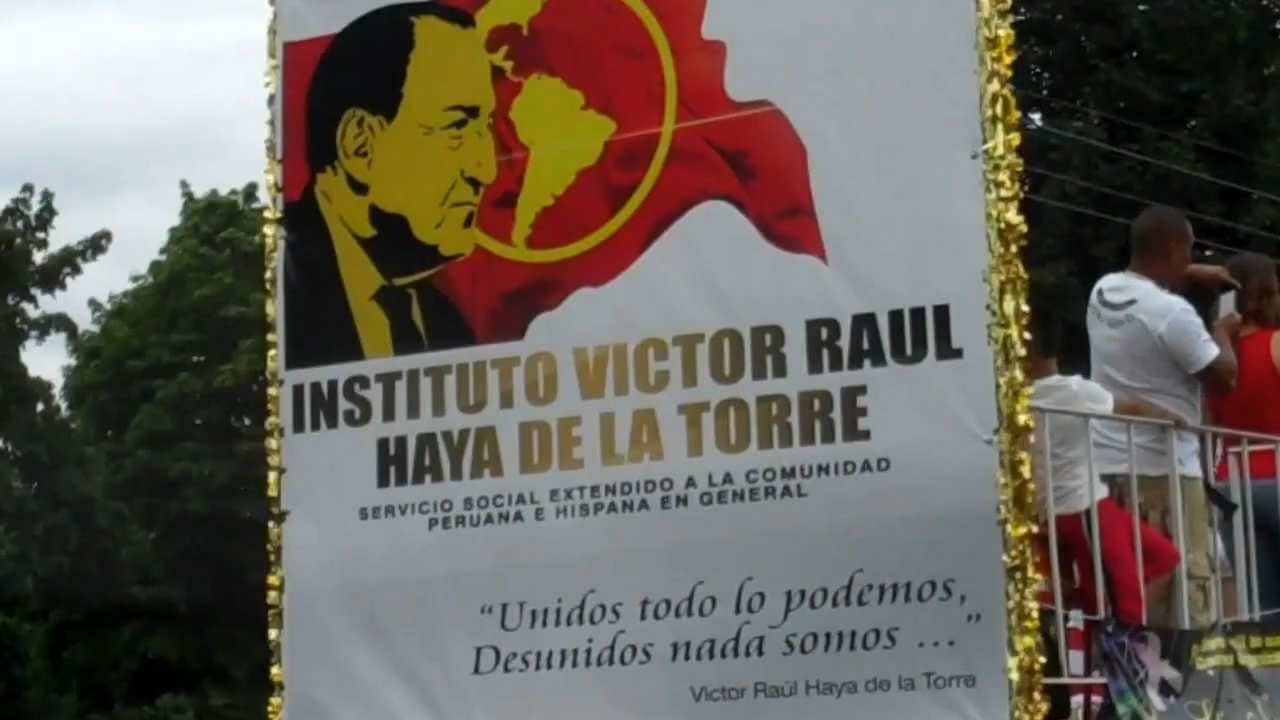 INSTITUTO VICTOR RAUL
HAYA DE LA TORRE
SERVICIO SOCIAL EXTENDIDO A LA COMUNIDAD
PERUANA E HISPANA EN GENERAL
“Unidos todo lo podemos,
Desunidos nada somos ...”
Victor Raúl Haya de la Torre